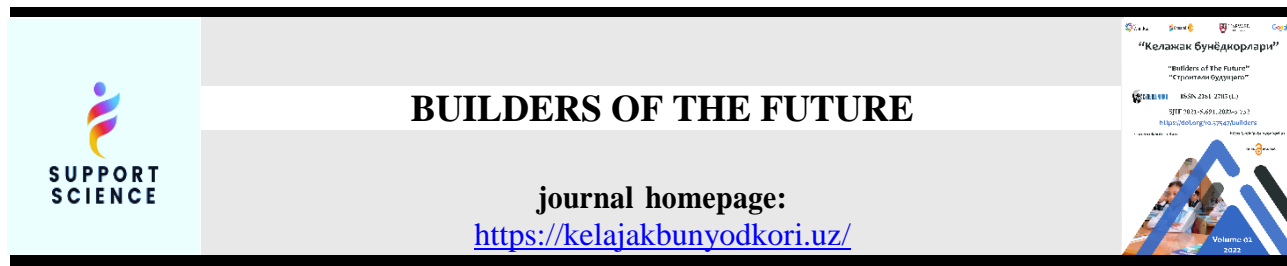 SUPPORT
SCIENCE
BUILDERS OF THE FUTURE
journal homepage:
https://kelajakbunyodkori.uz/
“Келажак бунёдкорлари”
“Builders of The Future”
“Строители будущего”
Volume 02
2022